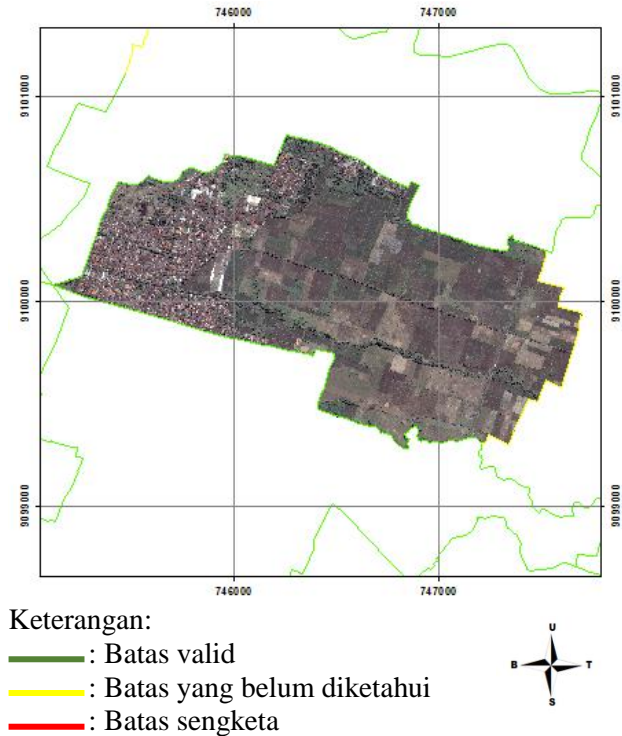 746000 747000
9101000 9101000
9100000 9100000
9099000 9099000
746000 747000
Keterangan:
: Batas valid
: Batas yang belum diketahui
: Batas sengketa
U
B T
S